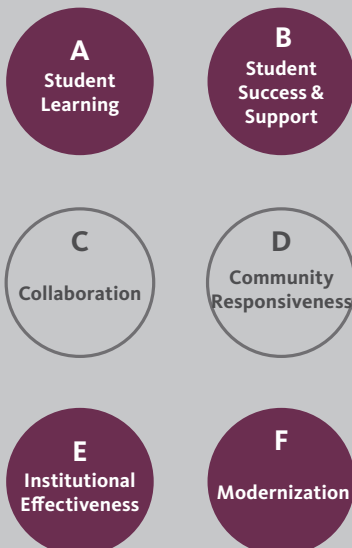 A
Student
Learning
B
Student
Success &
Support
C
Collaboration
D
Community
Responsiveness
E
Institutional
Effectiveness
F
Modernization